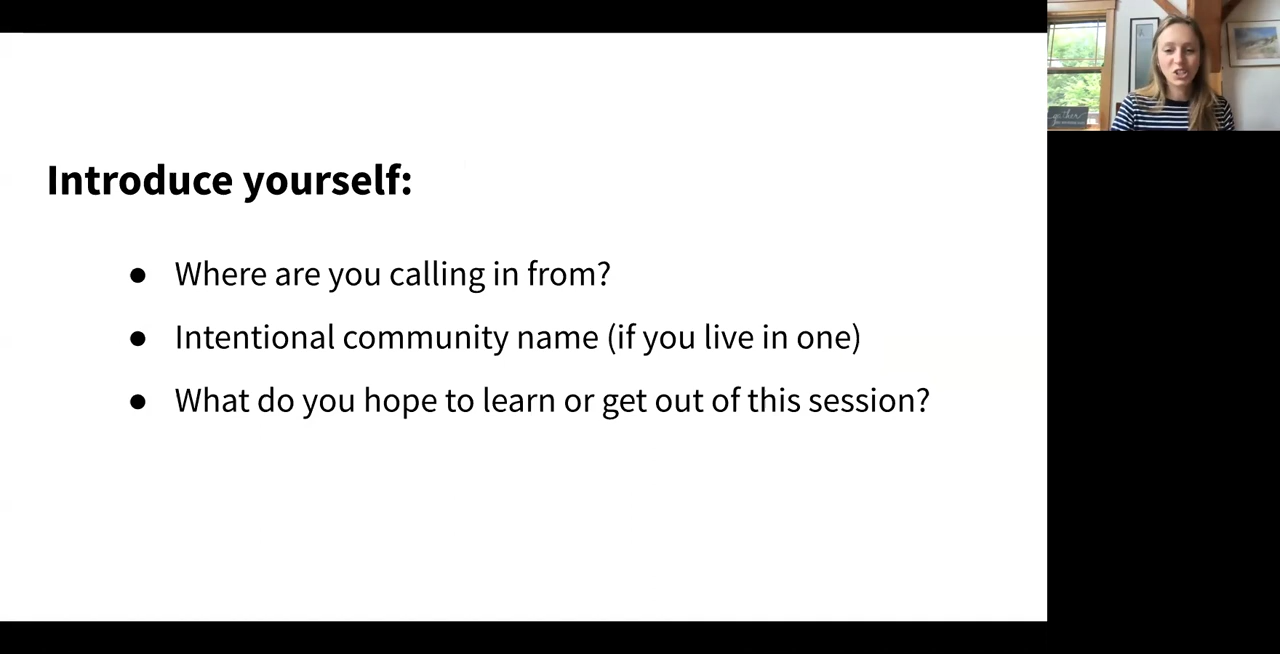 Introduce yourself:
● Where are you calling in from?
● Intentional community name (if you live in one)
● What do you hope to learn or get out of this session?
gather